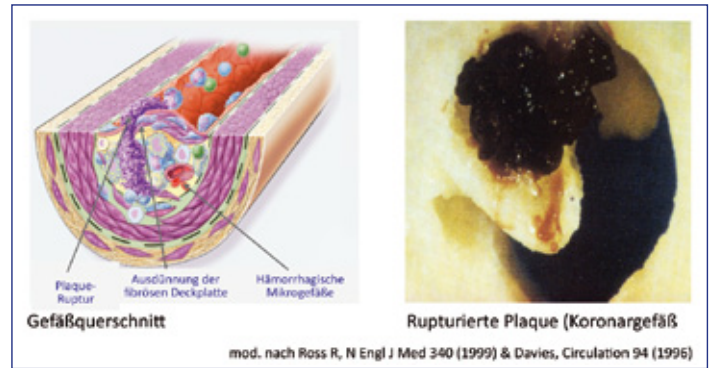 Plaque-
Ruptur
Ausdünnung der
fibrösen Deckplatte
Hämorrhagische
Mikrogefäße
Gefäßquerschnitt
Rupturierte Plaque (Koronargefäß
mod. nach Ross R, N Engl J Med 340 (1999) & Davies, Circulation 94 (1996)